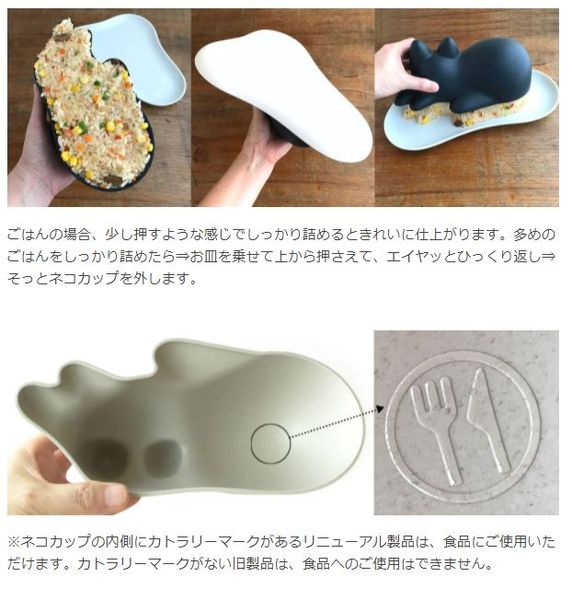 ごはんの場合、少し押すような感じでしっかり詰めるときれいに仕上がります。多めの
ごはんをしっかり詰めたら⇒お皿を乗せて上から押さえて、エイヤッとひっくり返し⇒
そっとネコカップを外します。
※ネコカップの内側にカトラリーマークがあるリニューアル製品は、食品にご使用いた
だけます。カトラリーマークがない旧製品は、食品へのご使用はできません。